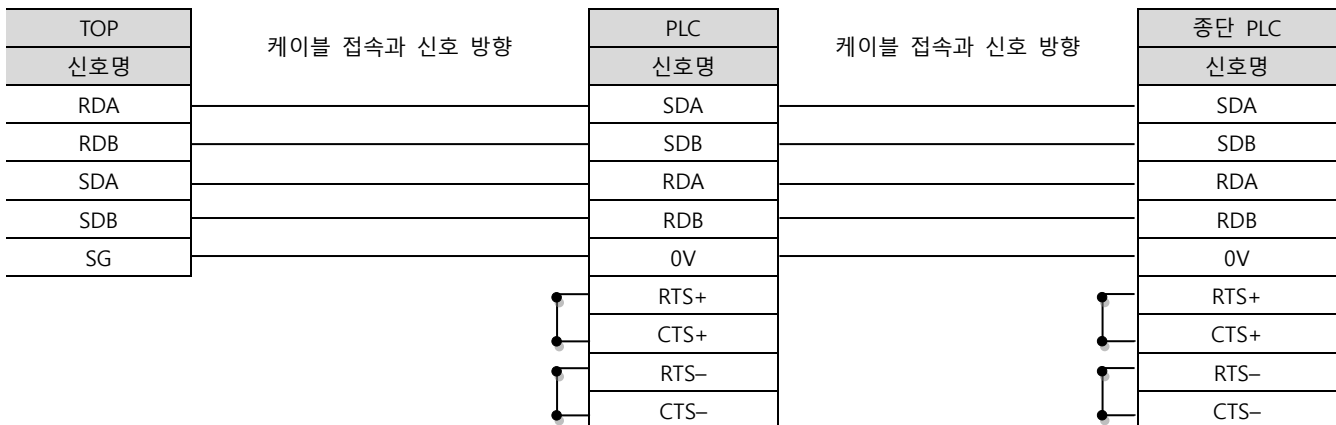 TOP 케이블 접속과 신호 방향 PLC 케이블 접속과 신호 방향 종단 PLC
신호명 신호명 신호명
RDA SDA SDA
RDB SDB SDB
SDA RDA RDA
SDB RDB RDB
SG 0V 0V
RTS+ RTS+
CTS+ CTS+
RTS– RTS–
CTS– CTS–